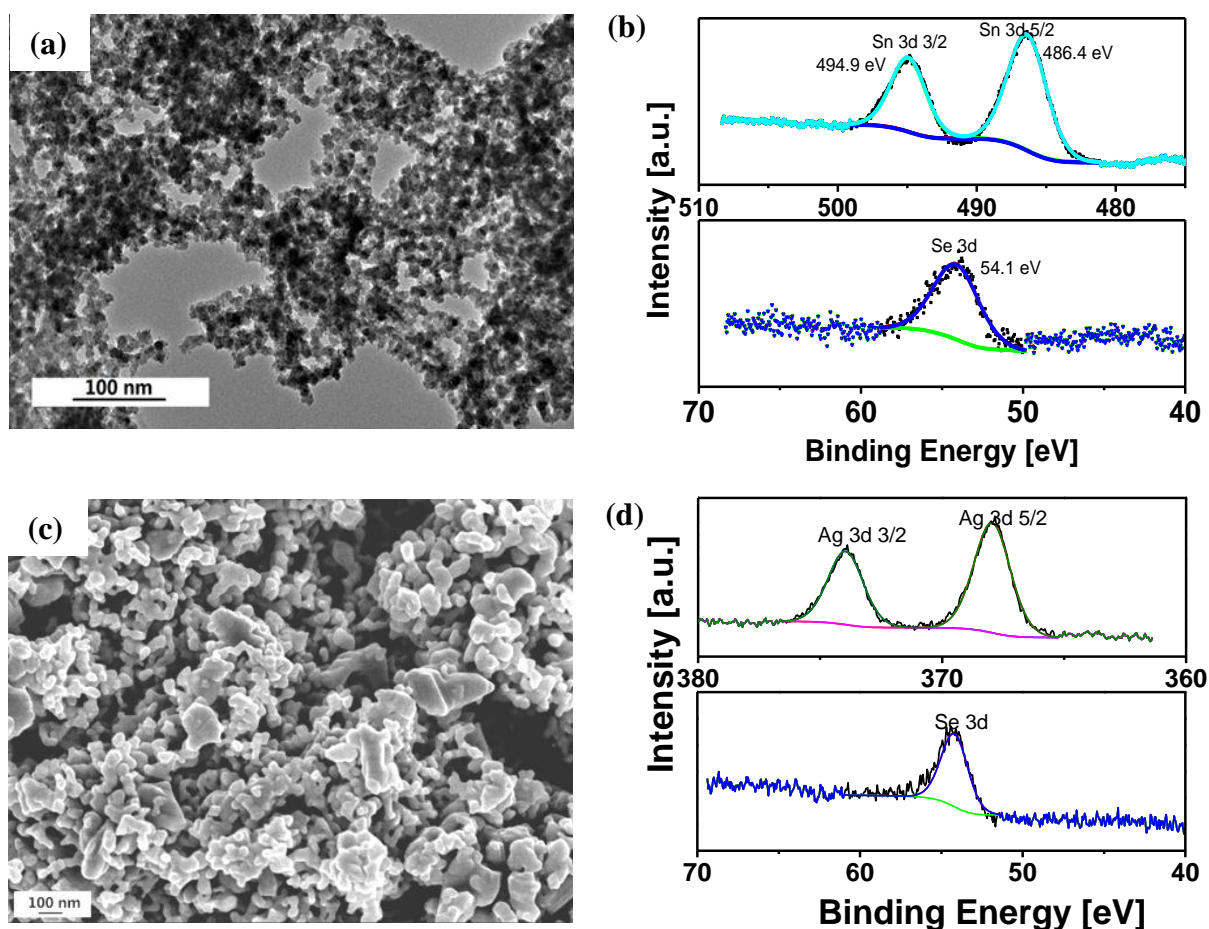 (a)
100 nm
(b)
Sn 3d 3/2
Sn 3d 5/2
494.9 eV
486.4 eV
510 500 490 480
Se 3d
54.1 eV
70 60 50 40
Intensity [a.u.]
Binding Energy [eV]
(c)
100 nm
(d)
Ag 3d 3/2
Ag 3d 5/2
380 370 360
Se 3d
70 60 50 40
Intensity [a.u.]
Binding Energy [eV]